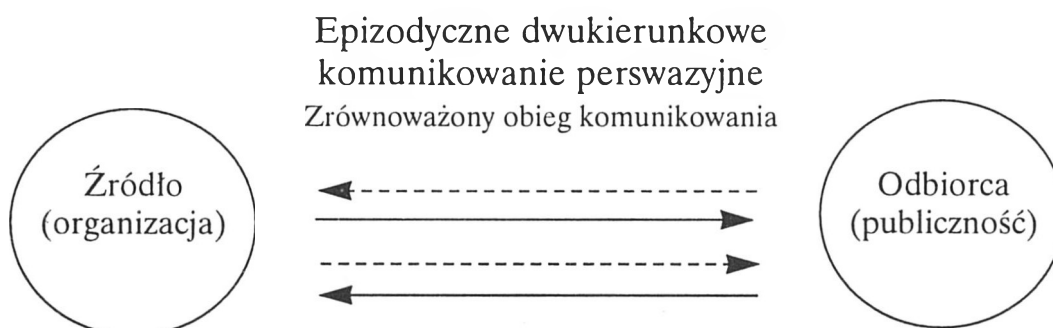 Epizodyczne dwukierunkowe
komunikowanie perswazyjne
Zrównoważony obieg komunikowania
Źródło
(organizacja)
Odbiorca
(publiczność)